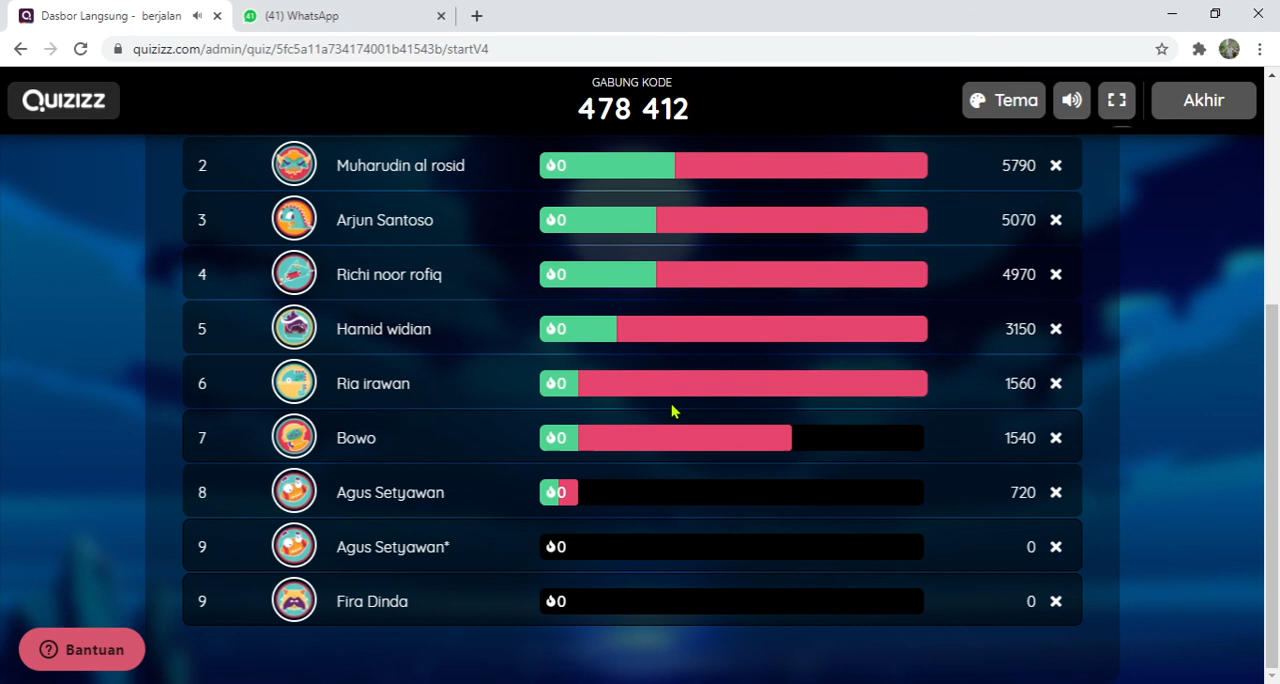 Dasbor Langsung - berjalan
(41) WhatsApp
quizizz.com/admin/quiz/5fc5a11a734174001b41543b/startV4
Quizizz
GABUNG KODE
478 412
Tema
Akhir
2 Muharudin al rosid 0 5790
3 Arjun Santoso 0 5070
4 Richi noor rofiq 0 4970
5 Hamid widian 0 3150
6 Ria irawan 0 1560
7 Bowo 0 1540
8 Agus Setyawan 0 720
9 Agus Setyawan* 0 0
9 Fira Dinda 0 0
Bantuan